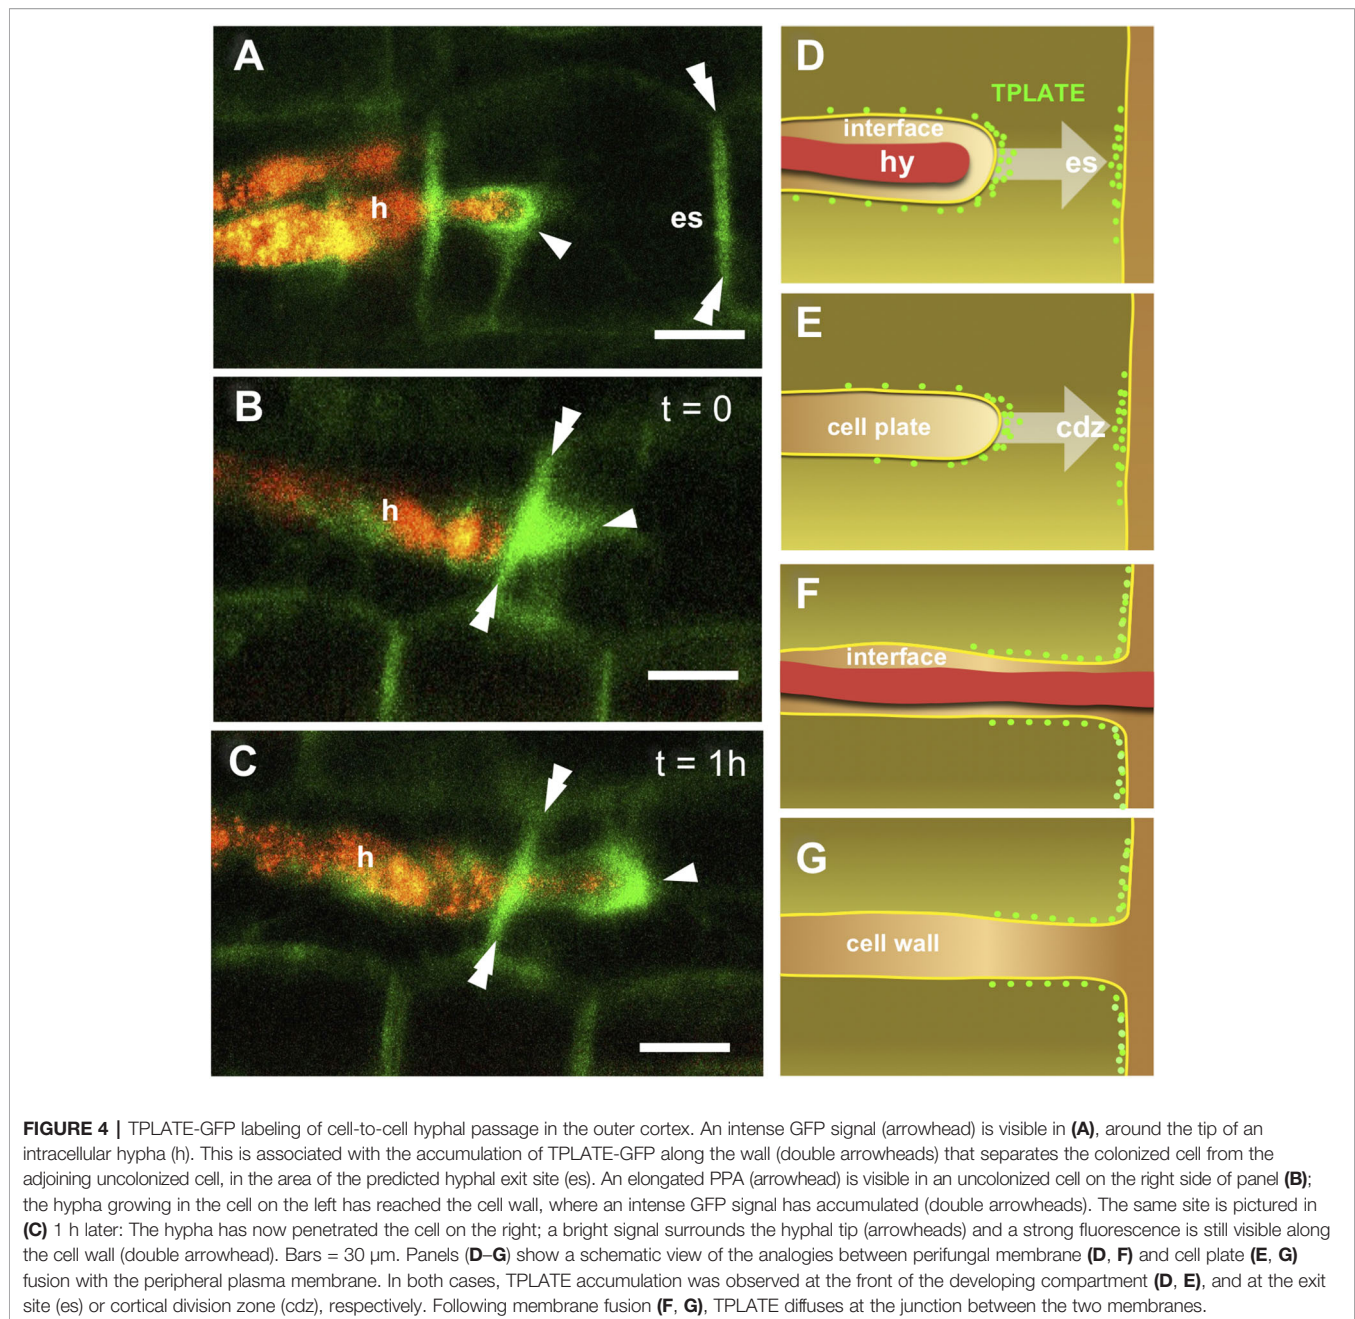 A
h
es
B
t = 0
h
C
t = 1h
h
D
TPLATE
interface
hy
es
E
cell plate
cdz
F
interface
G
cell wall
FIGURE 4 | TPLATE-GFP labeling of cell-to-cell hyphal passage in the outer cortex. An intense GFP signal (arrowhead) is visible in (A), around the tip of an
intracellular hypha (h). This is associated with the accumulation of TPLATE-GFP along the wall (double arrowheads) that separates the colonized cell from the
adjoining uncolonized cell, in the area of the predicted hyphal exit site (es). An elongated PPA (arrowhead) is visible in an uncolonized cell on the right side of panel (B);
the hypha growing in the cell on the left has reached the cell wall, where an intense GFP signal has accumulated (double arrowheads). The same site is pictured in
(C) 1 h later: The hypha has now penetrated the cell on the right; a bright signal surrounds the hyphal tip (arrowheads) and a strong fluorescence is still visible along
the cell wall (double arrowhead). Bars = 30 µm. Panels (D–G) show a schematic view of the analogies between perifungal membrane (D, F) and cell plate (E, G)
fusion with the peripheral plasma membrane. In both cases, TPLATE accumulation was observed at the front of the developing compartment (D, E), and at the exit
site (es) or cortical division zone (cdz), respectively. Following membrane fusion (F, G), TPLATE diffuses at the junction between the two membranes.